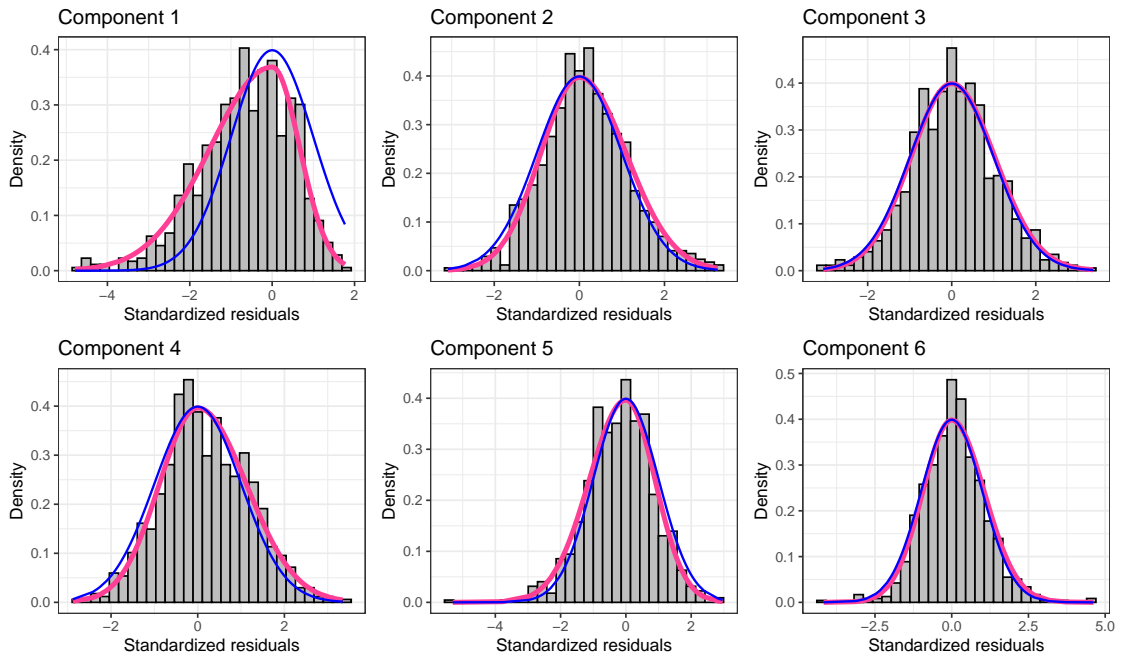 Component 1
Component 2
Component 3
0.4
0.3
0.2
0.1
0.0
Density
−4
−2
0
2
Standardized residuals
0.4
0.3
0.2
0.1
0.0
Density
−2
0
2
Standardized residuals
0.4
0.3
0.2
0.1
0.0
Density
−2
0
2
Standardized residuals
Component 4
Component 5
Component 6
0.4
0.3
0.2
0.1
0.0
Density
−2
0
2
Standardized residuals
0.4
0.3
0.2
0.1
0.0
Density
−4
−2
0
2
Standardized residuals
0.5
0.4
0.3
0.2
0.1
0.0
Density
−2.5
0.0
2.5
5.0
Standardized residuals